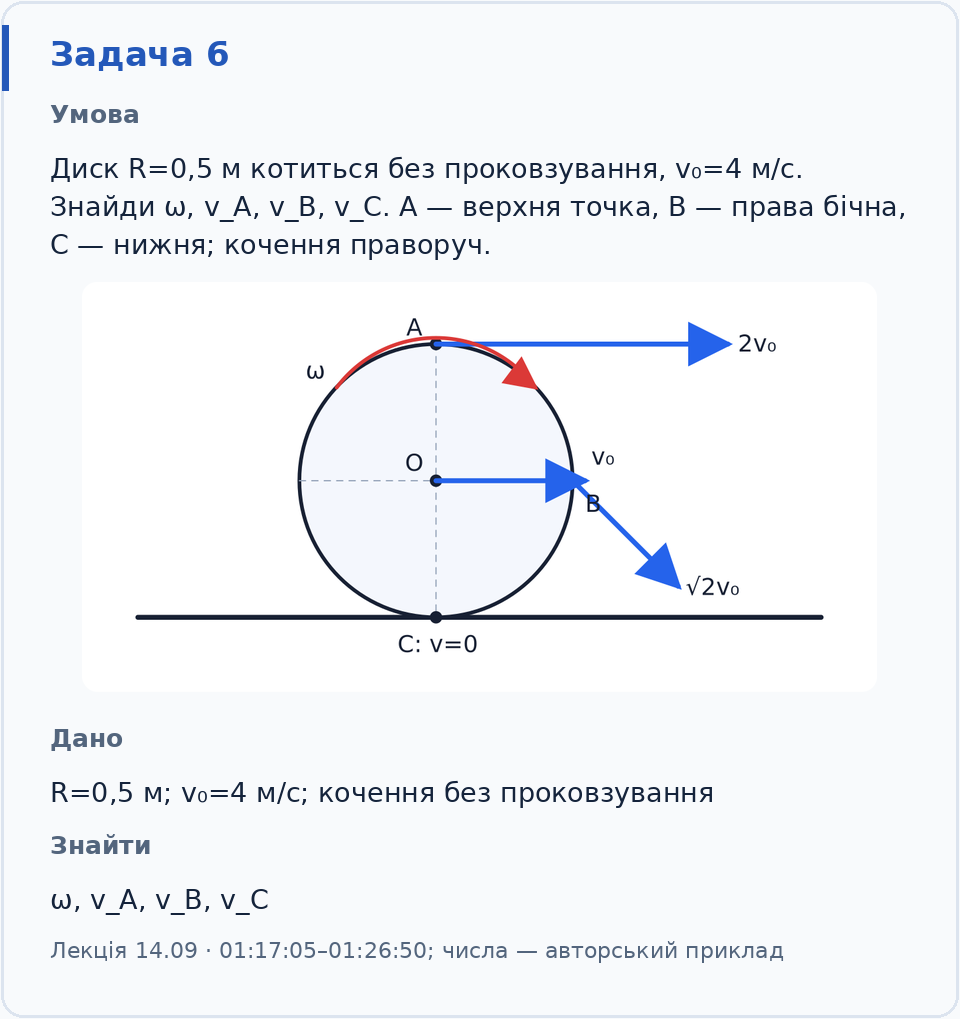 Задача 6
Умова
Диск R=0,5 м котиться без проковзування, v₀=4 м/с.
Знайди ω, v_A, v_B, v_C. A — верхня точка, B — права бічна,
C — нижня; кочення праворуч.
A
2v₀
ω
O
v₀
B
√2v₀
C: v=0
Дано
R=0,5 м; v₀=4 м/с; кочення без проковзування
Знайти
ω, v_A, v_B, v_C
Лекція 14.09 · 01:17:05–01:26:50; числа — авторський приклад